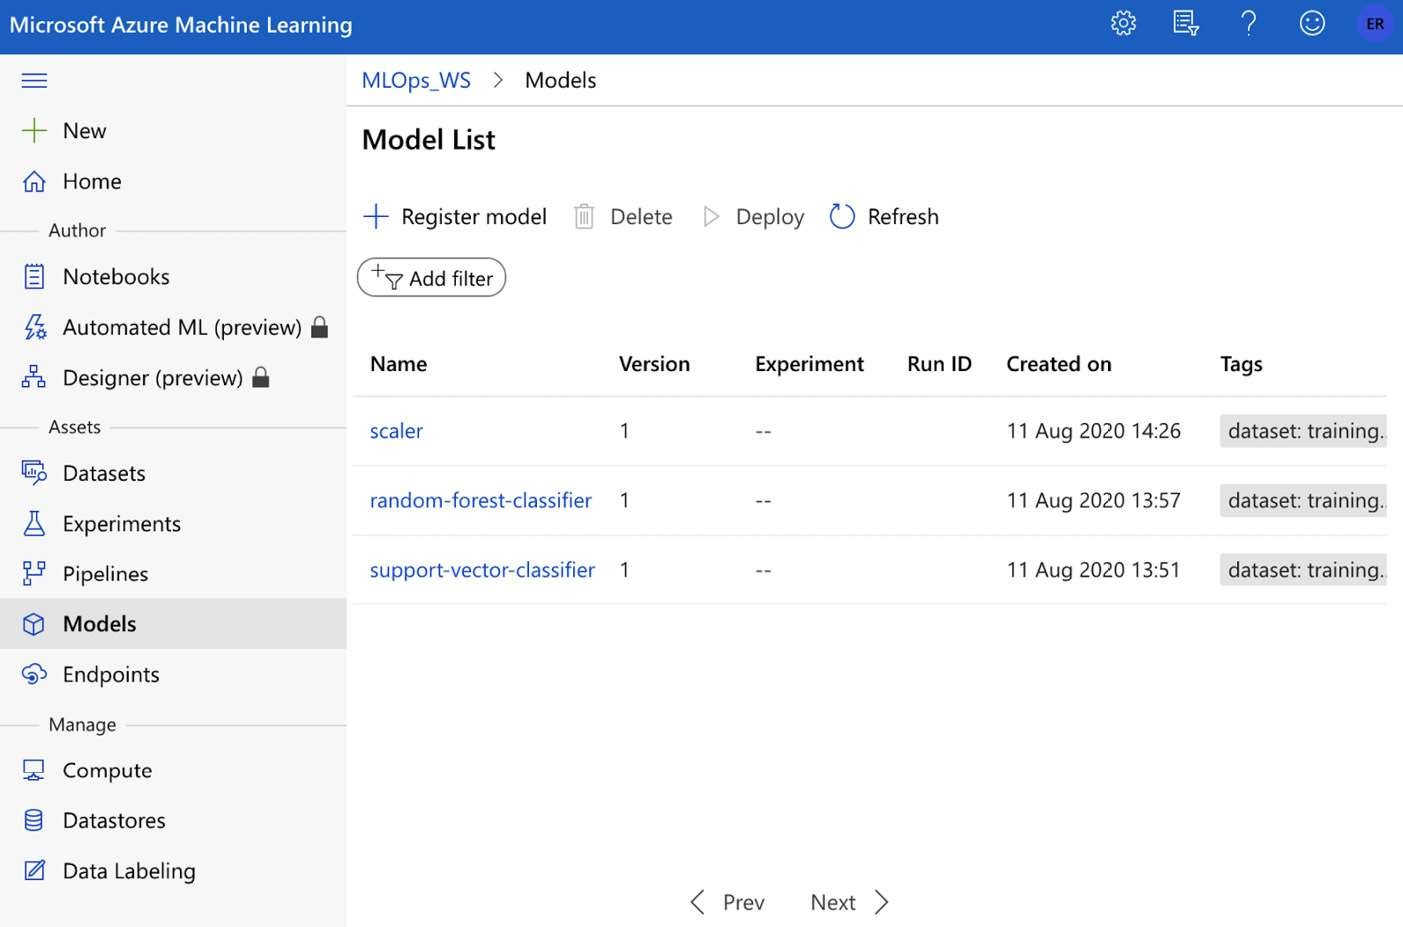 Microsoft Azure Machine Learning
ER
New
Home
Author
Notebooks
Automated ML (preview)
Designer (preview)
Assets
Datasets
Experiments
Pipelines
Models
Endpoints
Manage
Compute
Datastores
Data Labeling
MLOps_WS > Models
Model List
Register model Delete Deploy Refresh
Add filter
Name Version Experiment Run ID Created on Tags
scaler 1 -- 11 Aug 2020 14:26 dataset: training..
random-forest-classifier 1 -- 11 Aug 2020 13:57 dataset: training..
support-vector-classifier 1 -- 11 Aug 2020 13:51 dataset: training..
< Prev Next >